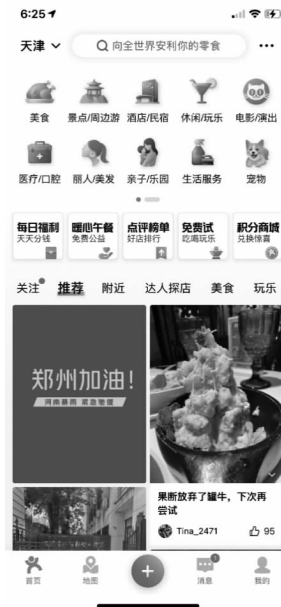 6:25
天津
向全世界安利你的零食
美食 景点/周边游 酒店/民宿 休闲/玩乐 电影/演出
医疗/口腔 丽人/美发 亲子/乐园 生活服务 宠物
每日福利 暖心午餐 点评榜单 免费试 积分商城
天天分钱 免费公益 好店排行 吃喝玩乐 兑换惊喜
关注 推荐 附近 达人探店 美食 玩乐
郑州加油!
河南暴雨 紧急驰援
果断放弃了罐牛,下次再
尝试
Tina_2471 95
首页 地图 消息 我的